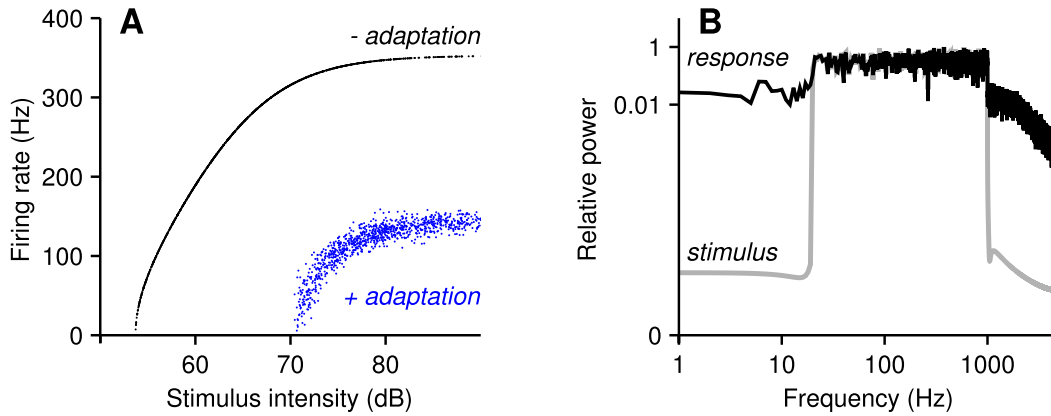 A
B
400
300
200
100
0
Firing rate (Hz)
- adaptation
+ adaptation
60
70
80
Stimulus intensity (dB)
1
0.01
0
Relative power
response
stimulus
1
10
100
1000
Frequency (Hz)